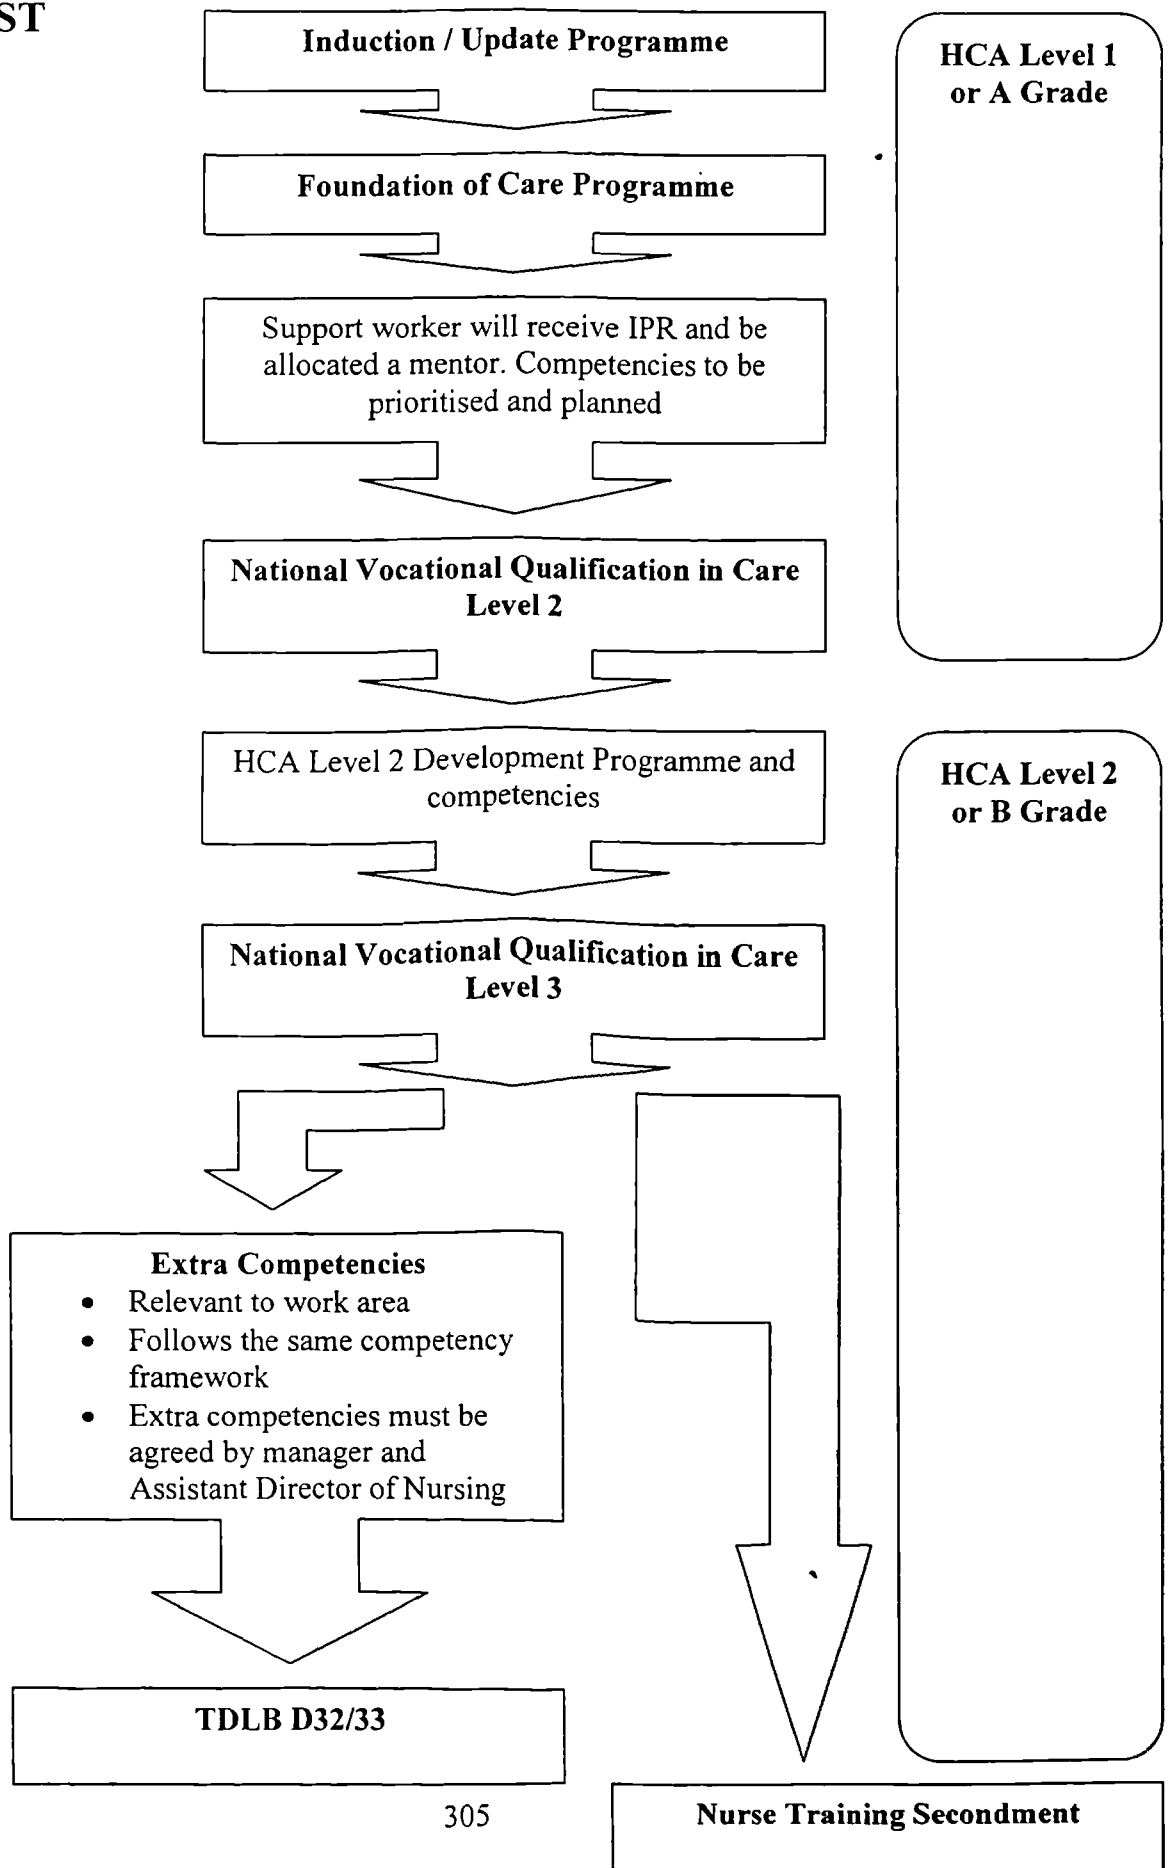 ST
Induction / Update Programme
HCA Level 1
or A Grade
Foundation of Care Programme
Support worker will receive IPR and be
allocated a mentor. Competencies to be
prioritised and planned
National Vocational Qualification in Care
Level 2
HCA Level 2 Development Programme and
competencies
HCA Level 2
or B Grade
National Vocational Qualification in Care
Level 3
Extra Competencies
• Relevant to work area
• Follows the same competency
framework
• Extra competencies must be
agreed by manager and
Assistant Director of Nursing
TDLB D32/33
305
Nurse Training Secondment